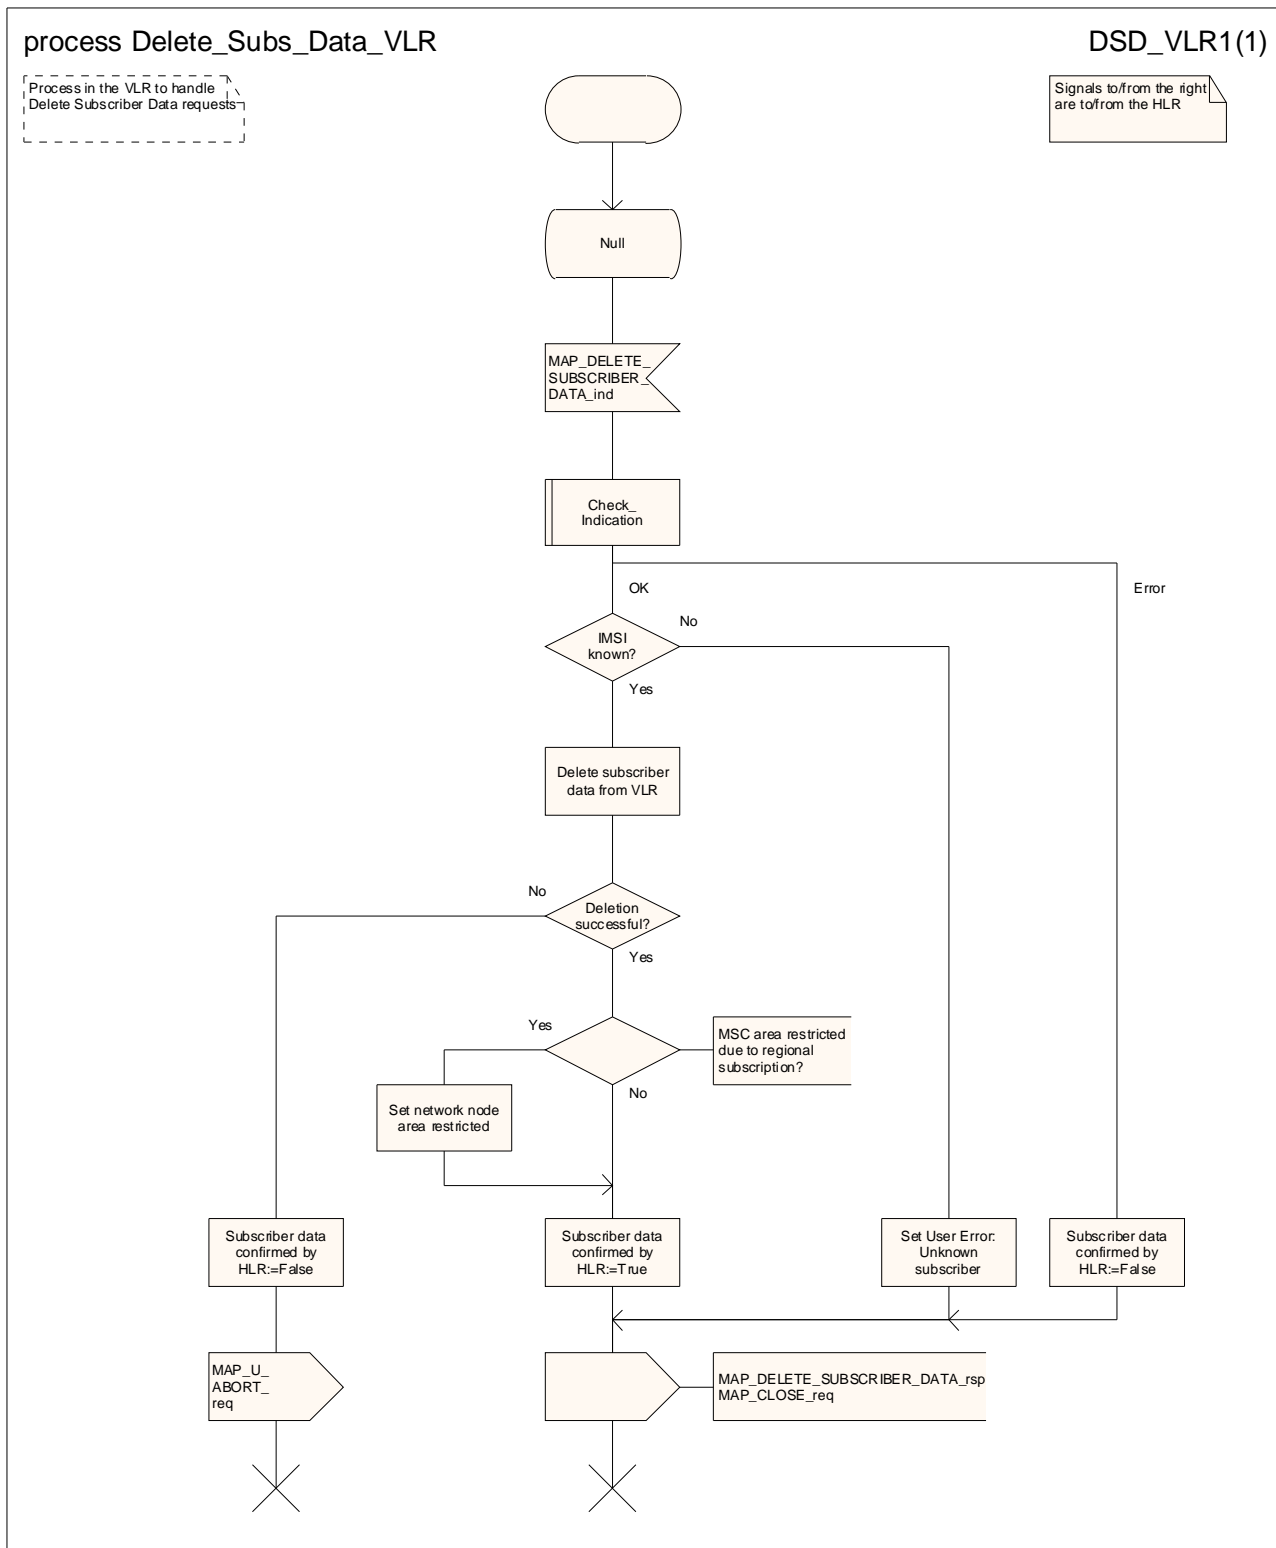 process Delete_Subs_Data_VLR
DSD_VLR1(1)
Process in the VLR to handle
Delete Subscriber Data requests
Signals to/from the right
are to/from the HLR
Null
MAP_DELETE_
SUBSCRIBER_
DATA_ind
Check_
Indication
OK
Error
No
IMSI
known?
Yes
Delete subscriber
data from VLR
No
Deletion
successful?
Yes
Yes
MSC area restricted
due to regional
subscription?
No
Set network node
area restricted
Subscriber data
confirmed by
HLR:=False
Subscriber data
confirmed by
HLR:=True
Set User Error:
Unknown
subscriber
Subscriber data
confirmed by
HLR:=False
MAP_U_
ABORT_
req
MAP_DELETE_SUBSCRIBER_DATA_rsp
MAP_CLOSE_req